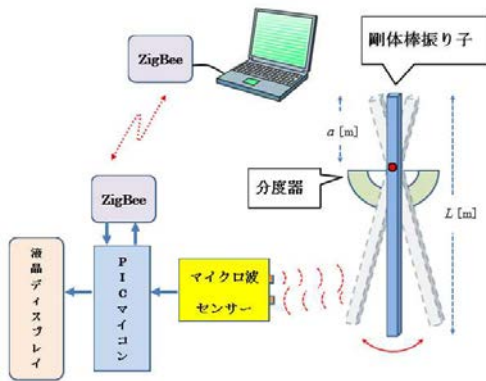 ZigBee
剛体棒振り子
a [m]
分度器
L [m]
ZigBee
液晶ディスプレイ
PICマイコン
マイクロ波
センサー